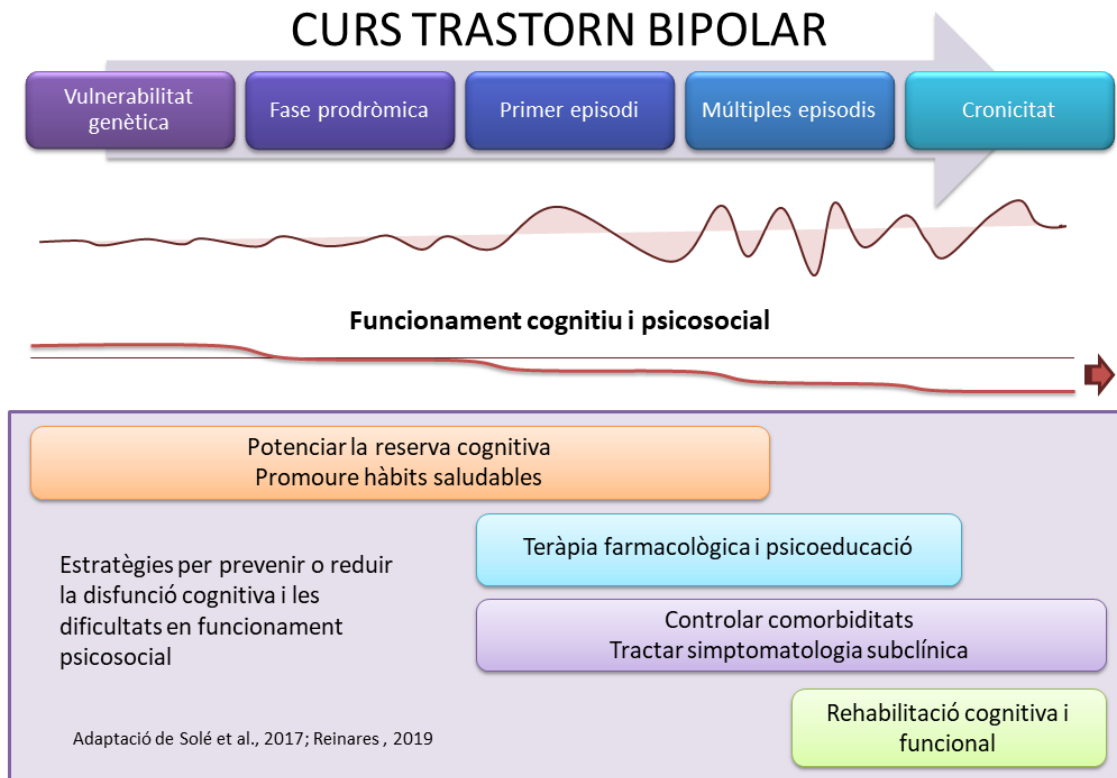 CURS TRASTORN BIPOLAR
Vulnerabilitat
genètica
Fase prodròmica
Primer episodi
Múltiples episodis
Cronicitat
Funcionament cognitiu i psicosocial
Potenciar la reserva cognitiva
Promoure hàbits saludables
Teràpia farmacològica i psicoeducació
Estratègies per prevenir o reduir
la disfunció cognitiva i les
dificultats en funcionament
psicosocial
Controlar comorbiditats
Tractar simptomatologia subclínica
Rehabilitació cognitiva i
funcional
Adaptació de Solé et al., 2017; Reinares , 2019